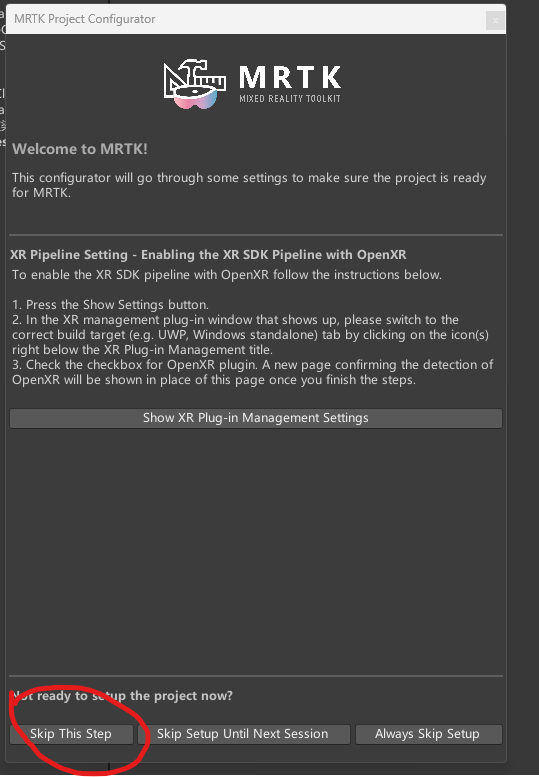 MRTK Project Configurator
x
MRTK
MIXED REALITY TOOLKIT
Welcome to MRTK!
This configurator will go through some settings to make sure the project is ready
for MRTK.
XR Pipeline Setting - Enabling the XR SDK Pipeline with OpenXR
To enable the XR SDK pipeline with OpenXR follow the instructions below.
1. Press the Show Settings button.
2. In the XR management plug-in window that shows up, please switch to the
correct build target (e.g. UWP, Windows standalone) tab by clicking on the icon(s)
right below the XR Plug-in Management title.
3. Check the checkbox for OpenXR plugin. A new page confirming the detection of
OpenXR will be shown in place of this page once you finish the steps.
Show XR Plug-in Management Settings
Not ready to setup the project now?
Skip This Step
Skip Setup Until Next Session
Always Skip Setup